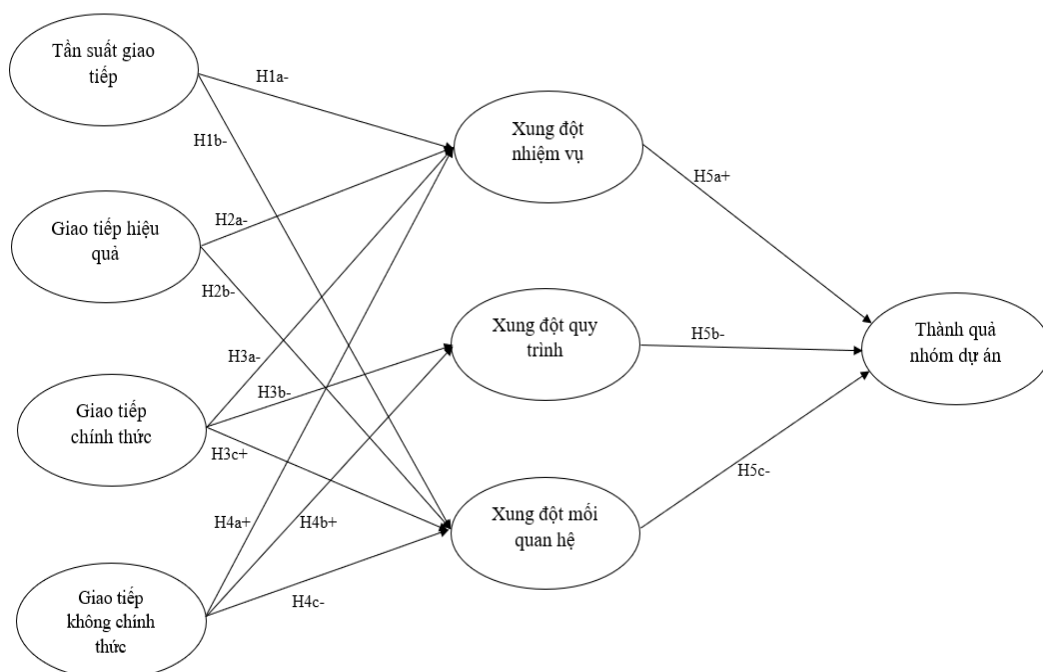 Tần suất giao
tiếp
H1a-
H1b-
Xung đột
nhiệm vụ
H5a+
Giao tiếp hiệu
quả
H2a-
H2b-
Xung đột quy
trình
H5b-
Thành quả
nhóm dự án
H3a-
H3b-
Giao tiếp
chính thức
H3c+
H5c-
Xung đột mối
quan hệ
H4a+
H4b+
H4c-
Giao tiếp
không chính
thức